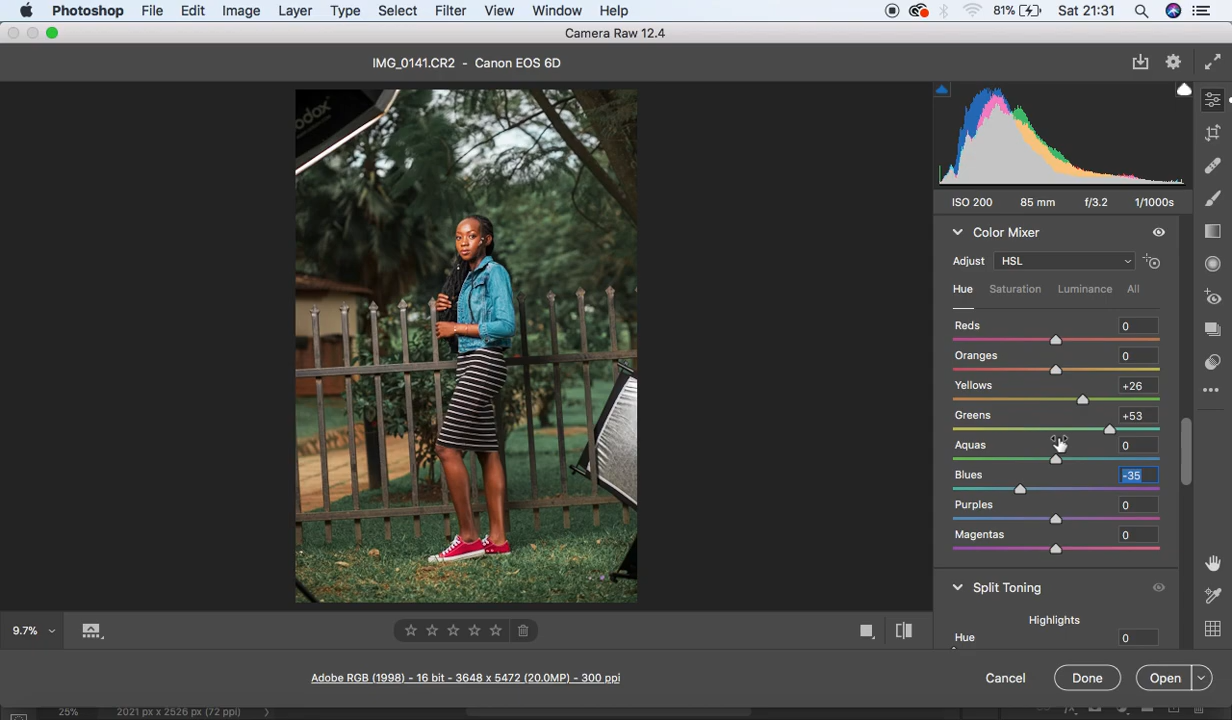 Photoshop File Edit Image Layer Type Select Filter View Window Help 81% Sat 21:31
Camera Raw 12.4
IMG_0141.CR2 - Canon EOS 6D
Godox
ISO 200 85 mm f/3.2 1/1000s
Color Mixer
Adjust HSL
Hue Saturation Luminance All
Reds 0
Oranges 0
Yellows +26
Greens +53
Aquas 0
Blues -35
Purples 0
Magentas 0
Split Toning
Highlights
Hue 0
9.7%
Adobe RGB (1998) - 16 bit - 3648 x 5472 (20.0MP) - 300 ppi
Cancel Done Open
25% 2021 px x 2526 px (72 ppi)